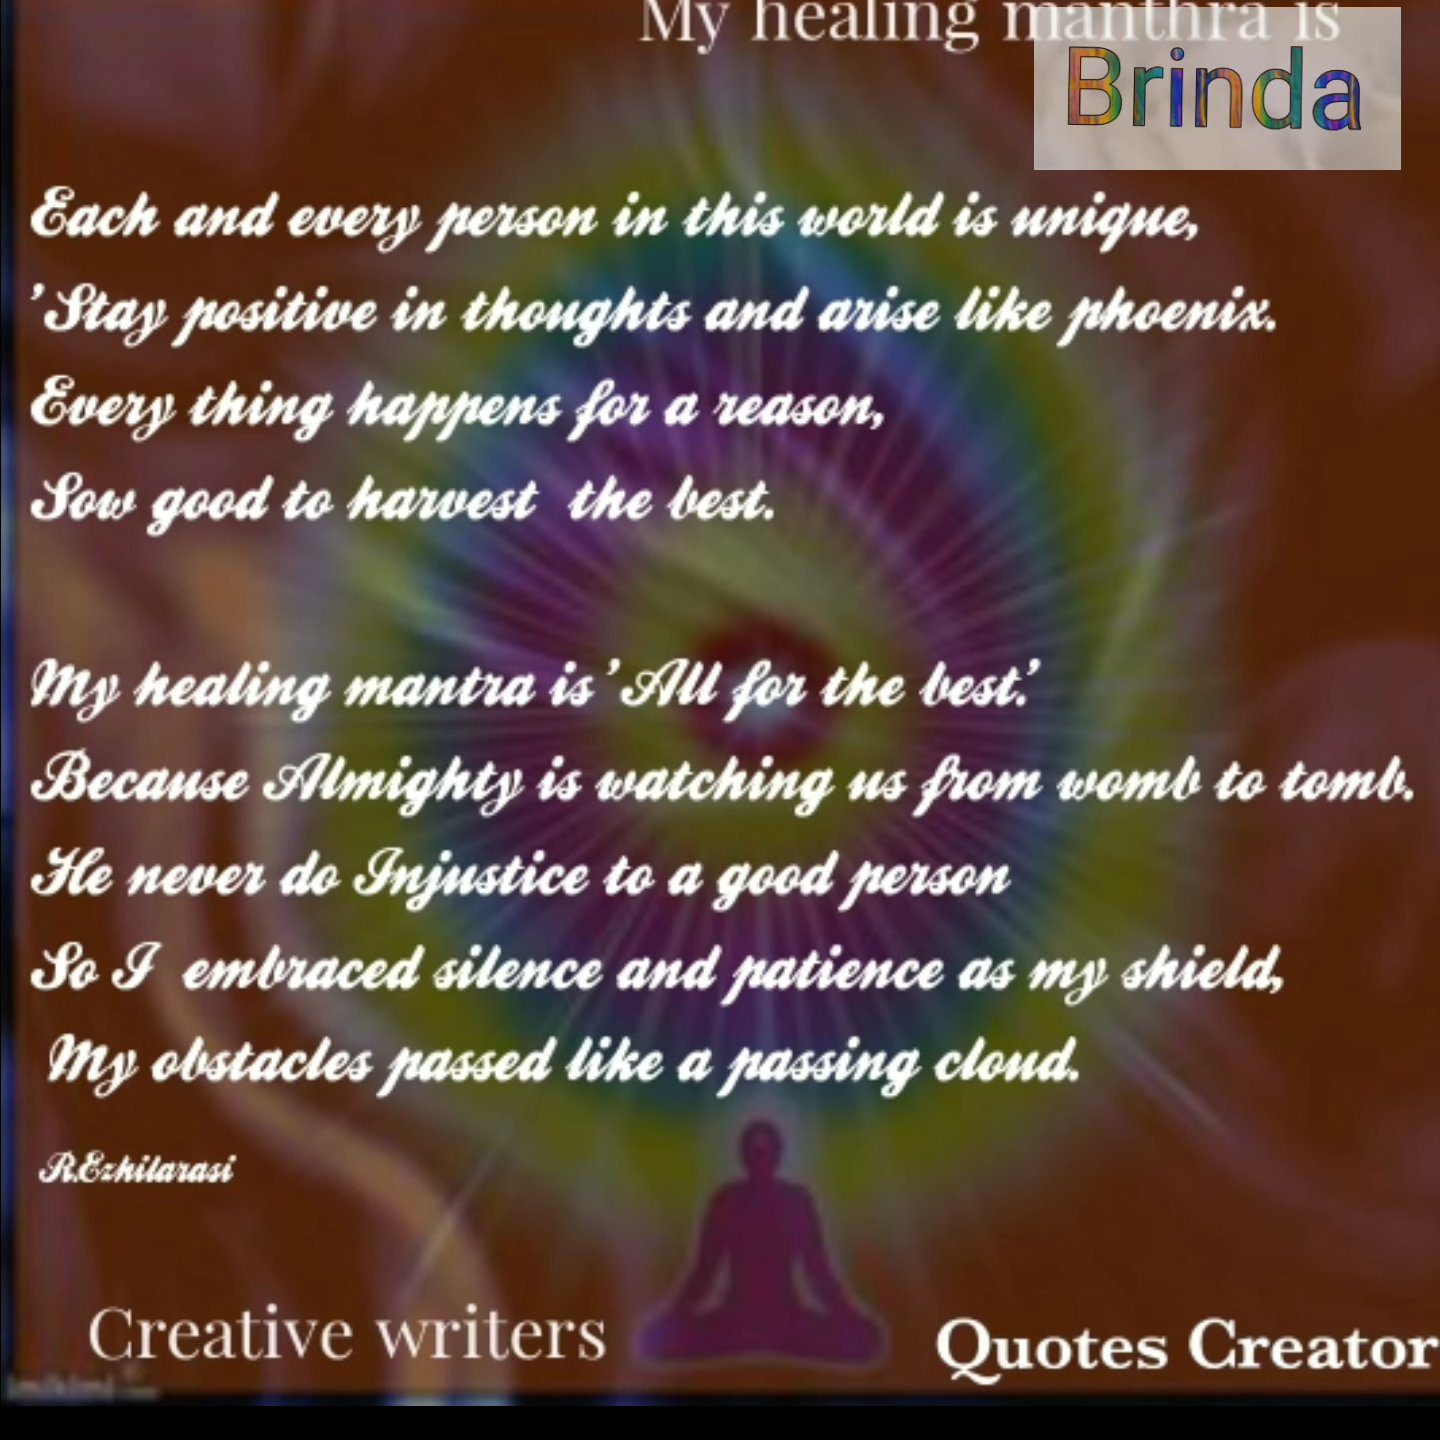 My healing manthra is
Brinda
Each and every person in this world is unique,
'Stay positive in thoughts and arise like phoenix.
Every thing happens for a reason,
Sow good to harvest  the best.
My healing mantra is 'All for the best.'
Because Almighty is watching us from womb to tomb.
He never do Injustice to a good person
So I  embraced silence and patience as my shield,
My obstacles passed like a passing cloud.
R.Ezhilarasi
Creative writers
Quotes Creator